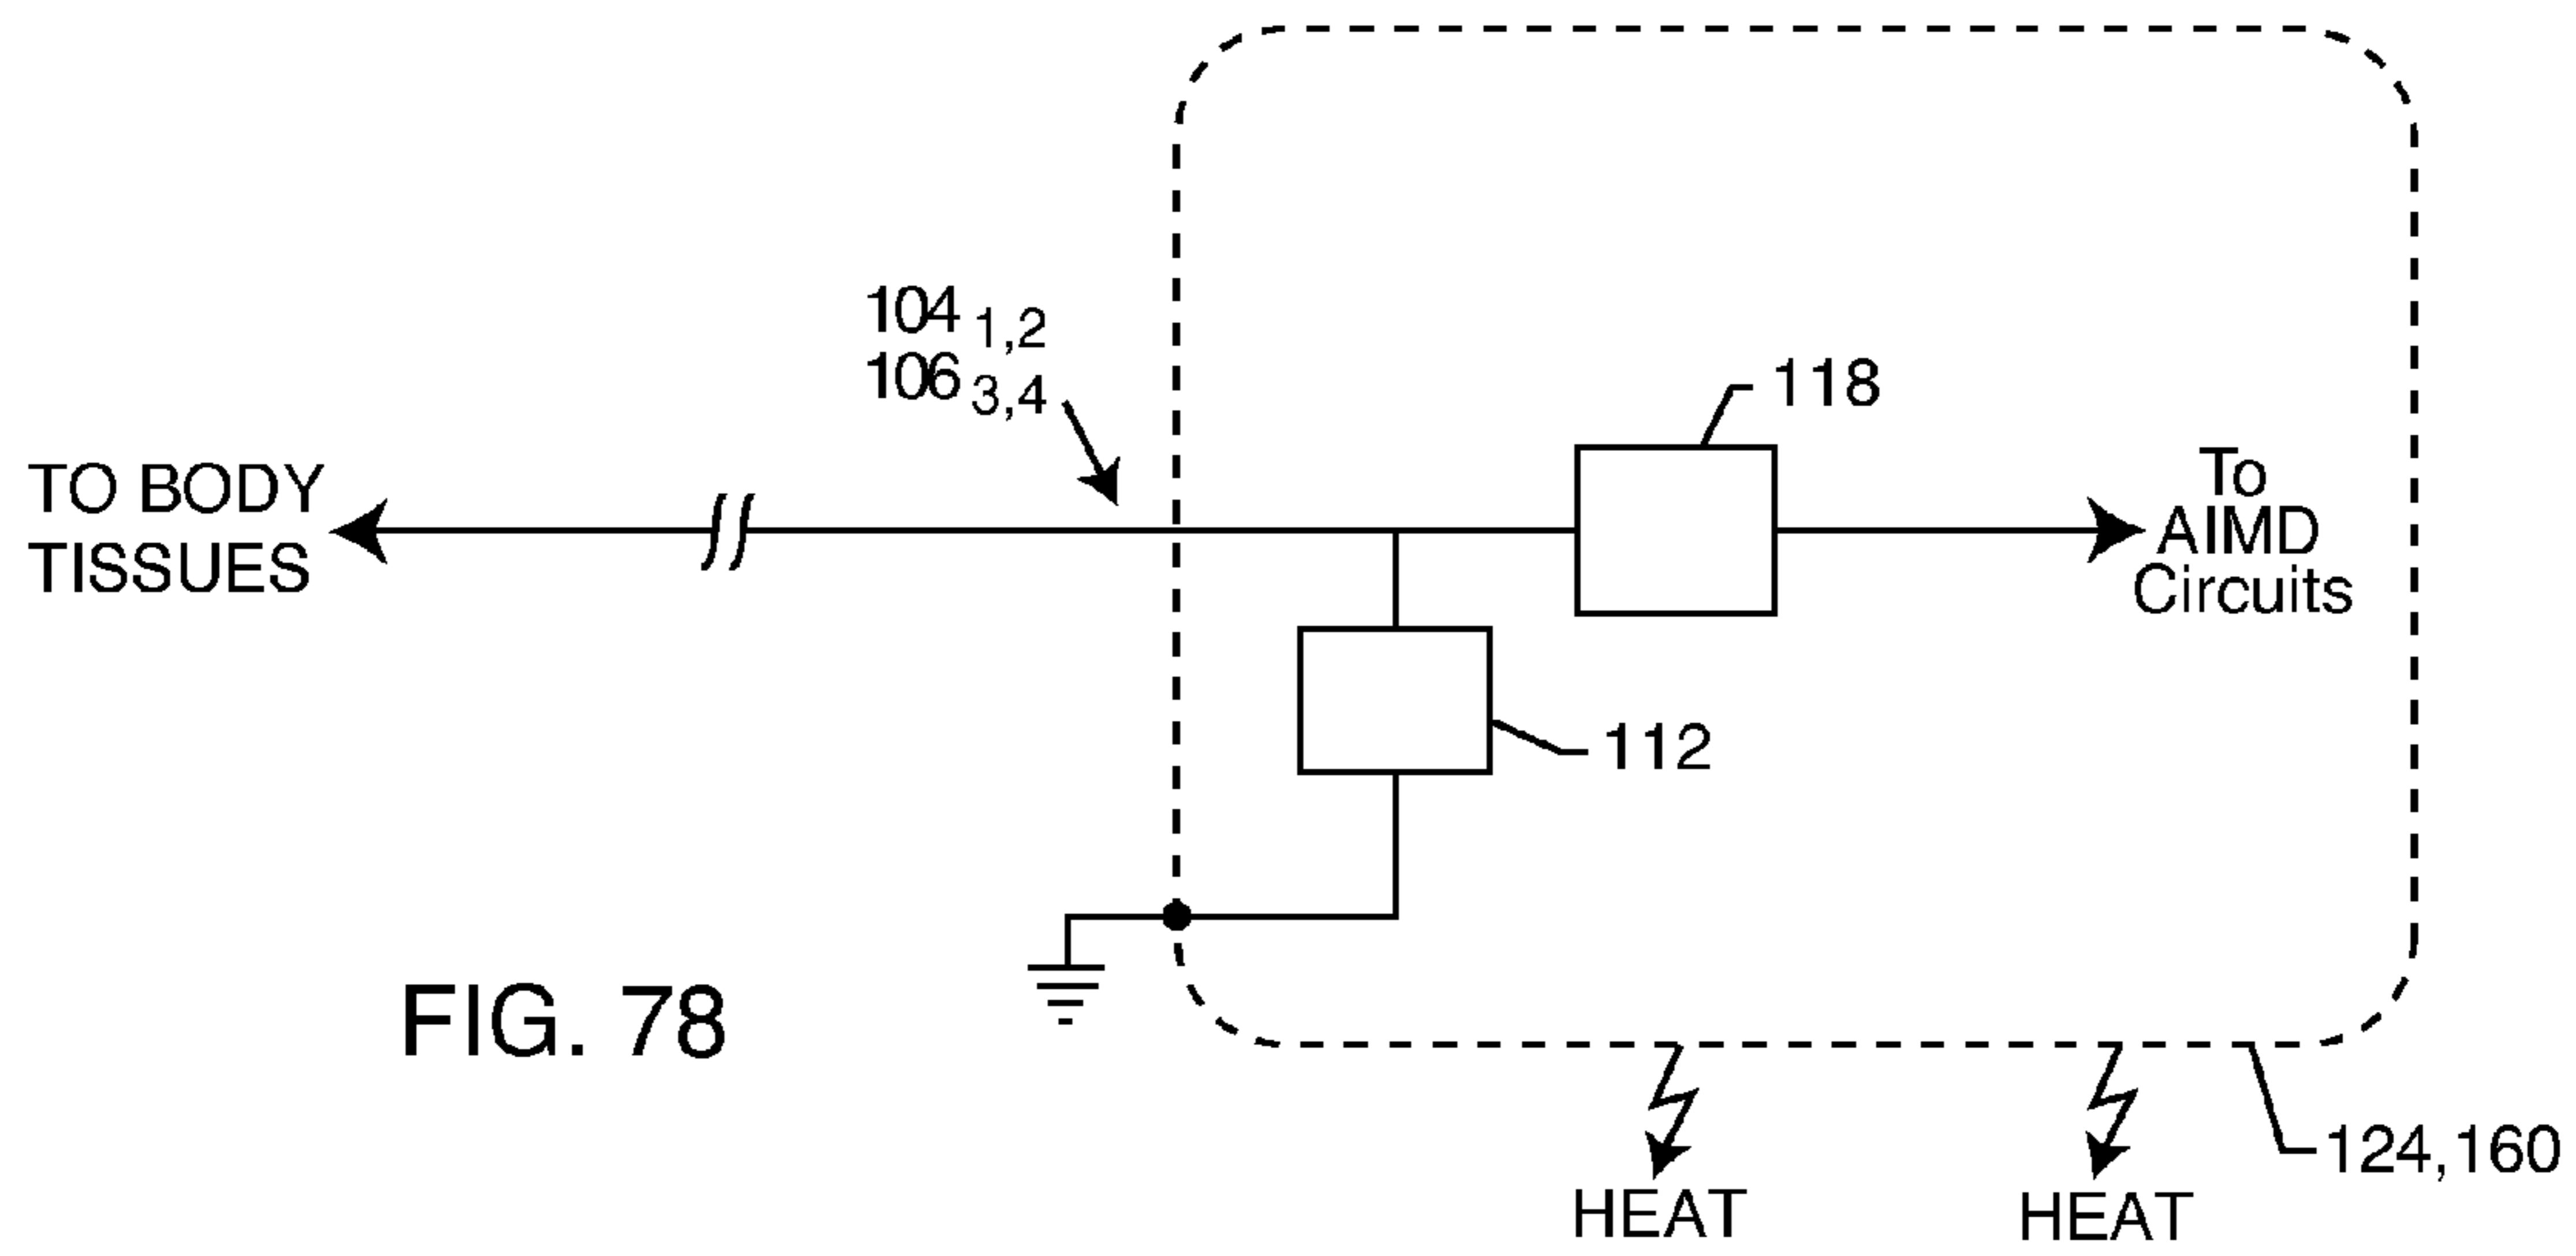 104 1,2
106 3,4
118
TO BODY
TISSUES
To
AIMD
Circuits
112
FIG. 78
124,160
HEAT
HEAT